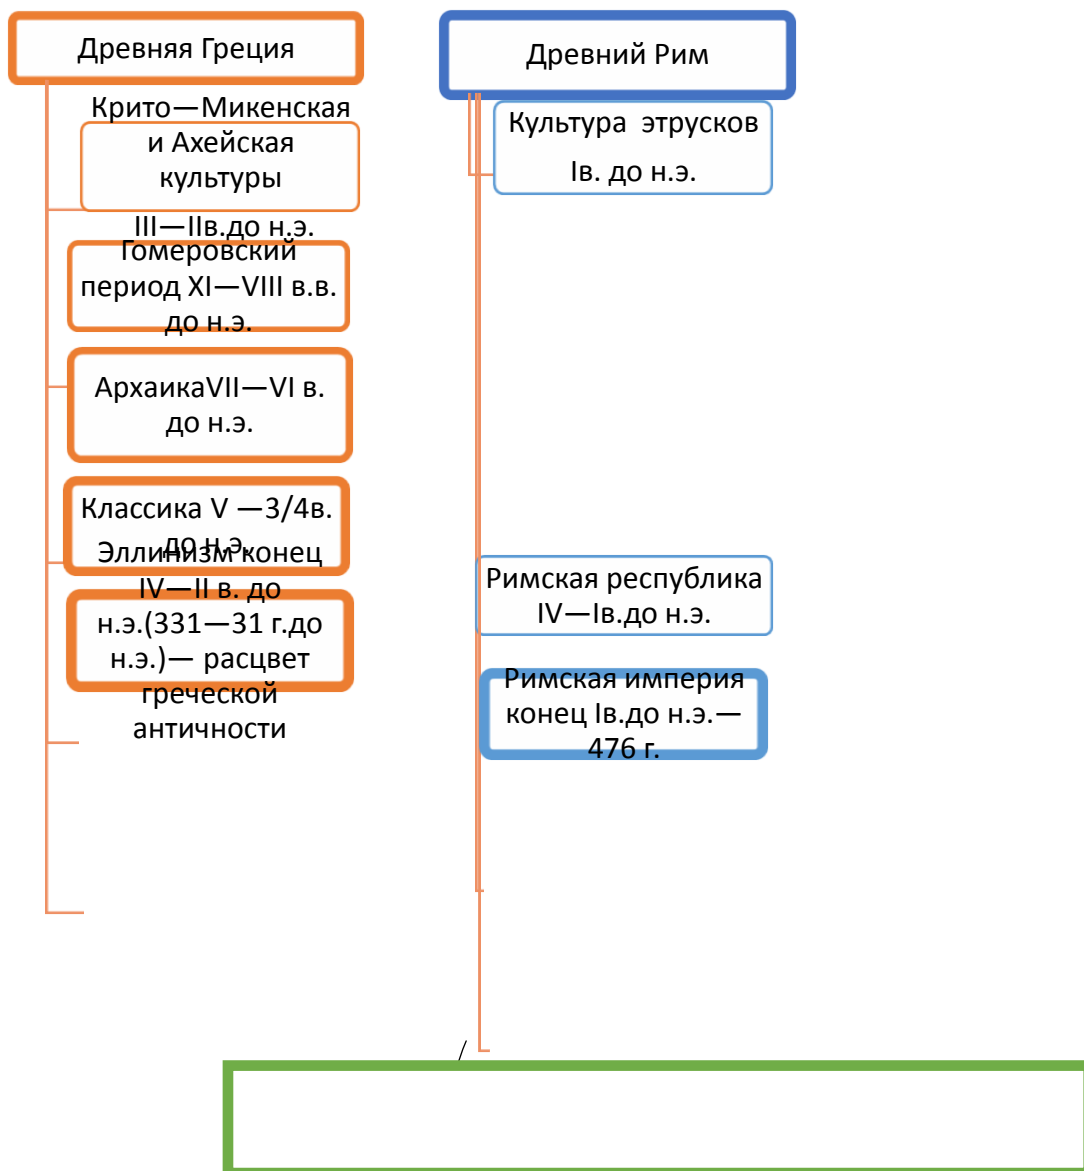 Древняя Греция
Крито—Микенская
и Ахейская
культуры
III—IIв.до н.э.
Гомеровский
период XI—VIII в.в.
до н.э.
АрхаикаVII—VI в.
до н.э.
Классика V —3/4в.
до н.э.
Эллинизм конец
IV—II в. до
н.э.(331—31 г.до
н.э.)— расцвет
греческой
античности
Древний Рим
Культура  этрусков
Iв. до н.э.
Римская республика
IV—Iв.до н.э.
Римская империя
конец Iв.до н.э.—
476 г.
/